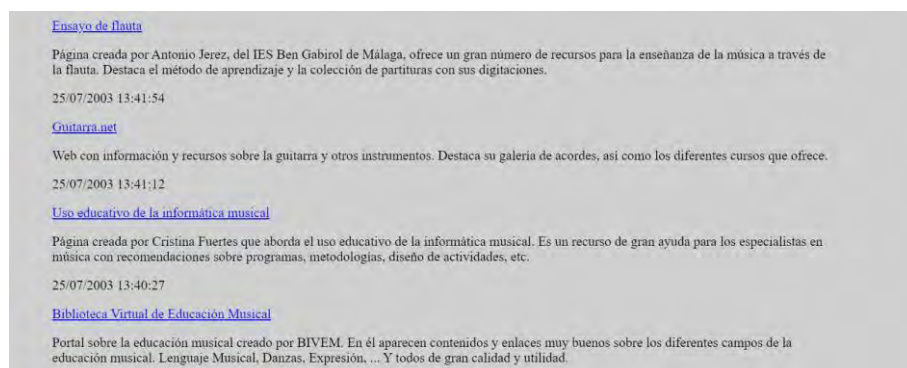 Ensayo de flauta
Página creada por Antonio Jerez, del IES Ben Gabirol de Málaga, ofrece un gran número de recursos para la enseñanza de la música a través de
la flauta. Destaca el método de aprendizaje y la colección de partituras con sus digitaciones.
25/07/2003 13:41:54
Guitarra.net
Web con información y recursos sobre la guitarra y otros instrumentos. Destaca su galería de acordes, así como los diferentes cursos que ofrece.
25/07/2003 13:41:12
Uso educativo de la informática musical
Página creada por Cristina Fuertes que aborda el uso educativo de la informática musical. Es un recurso de gran ayuda para los especialistas en
música con recomendaciones sobre programas, metodologías, diseño de actividades, etc.
25/07/2003 13:40:27
Biblioteca Virtual de Educación Musical
Portal sobre la educación musical creado por BIVEM. En él aparecen contenidos y enlaces muy buenos sobre los diferentes campos de la
educación musical. Lenguaje Musical, Danzas, Expresión, ... Y todos de gran calidad y utilidad.